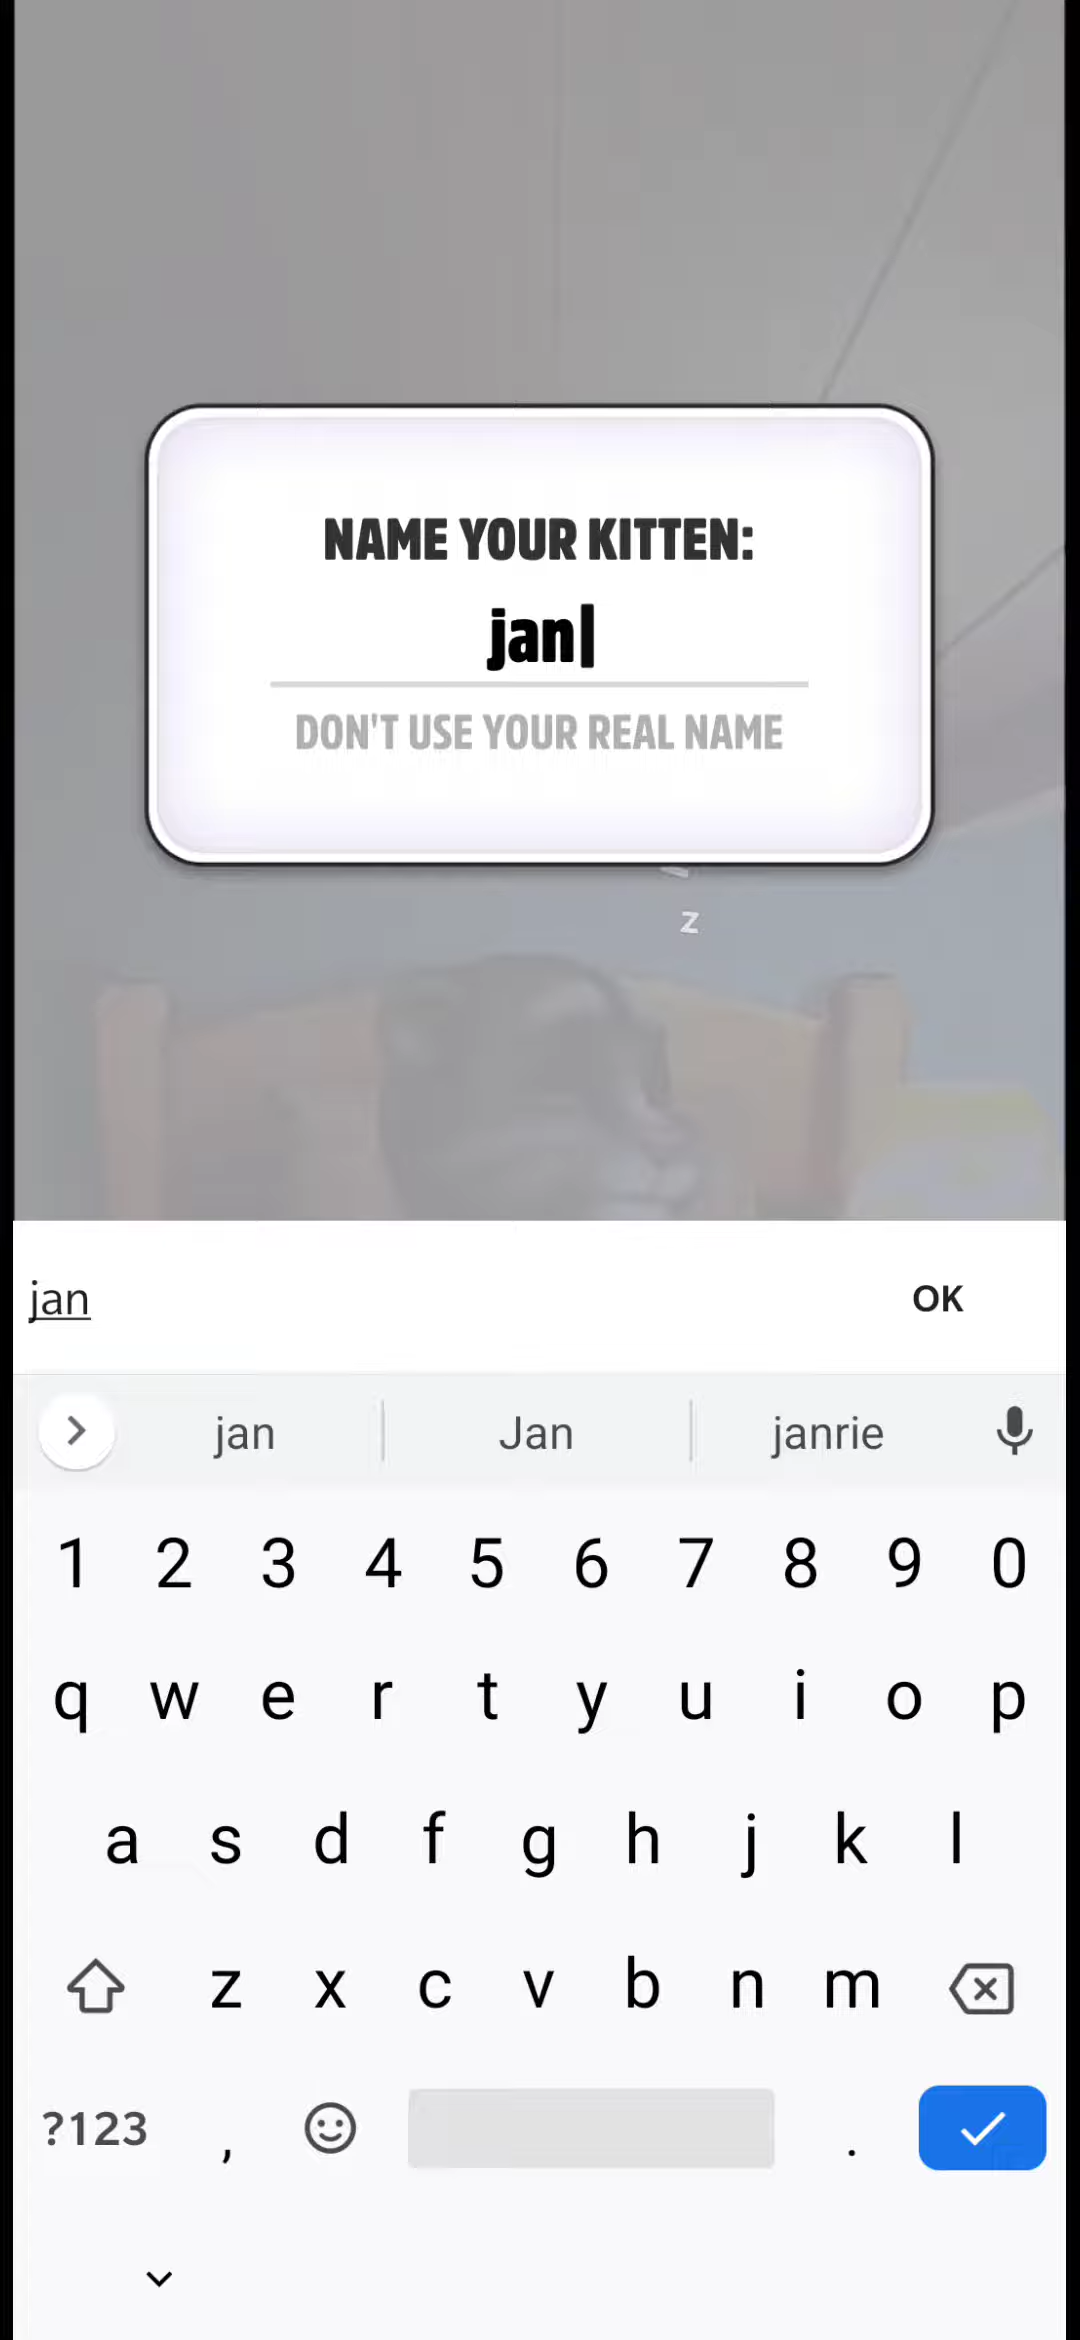 NAME YOUR KITTEN:
jan
DON'T USE YOUR REAL NAME
z
jan OK
jan Jan janrie
1 2 3 4 5 6 7 8 9 0
q w e r t y u i o p
a s d f g h j k l
z x c v b n m
?123 , .